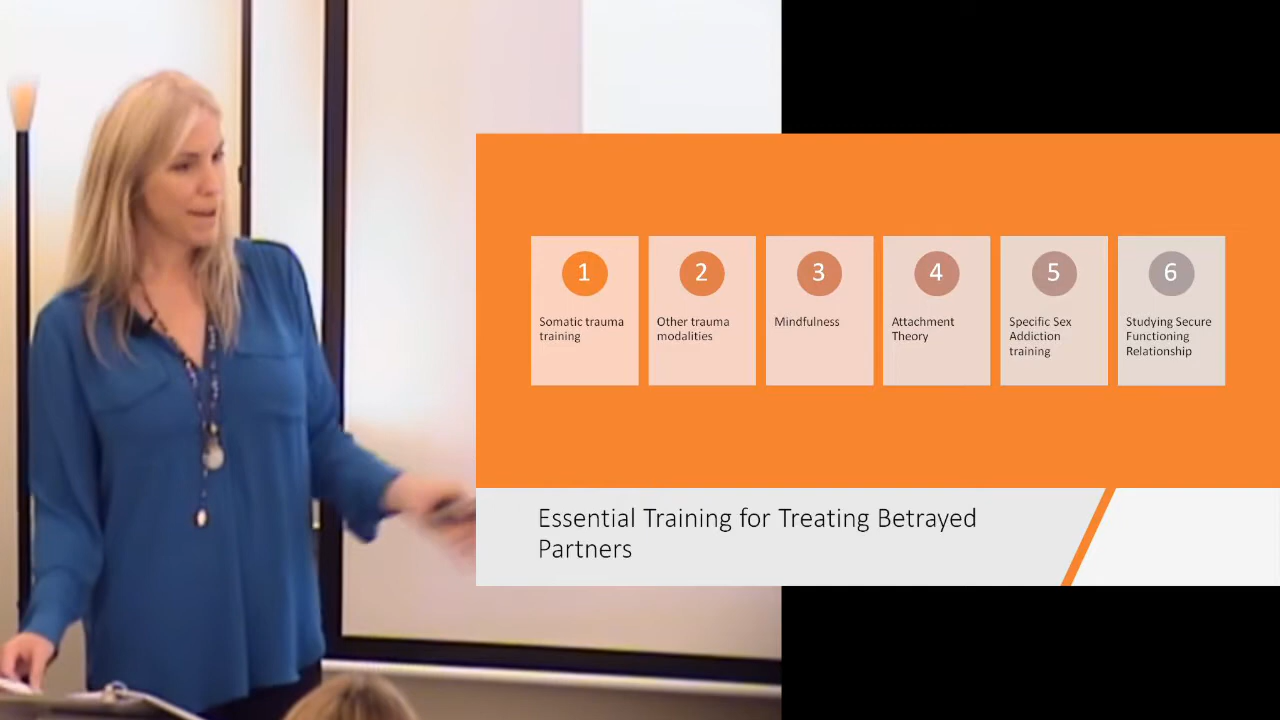 1
Somatic trauma
training
2
Other trauma
modalities
3
Mindfulness
4
Attachment
Theory
5
Specific Sex
Addiction
training
6
Studying Secure
Functioning
Relationship
Essential Training for Treating Betrayed
Partners